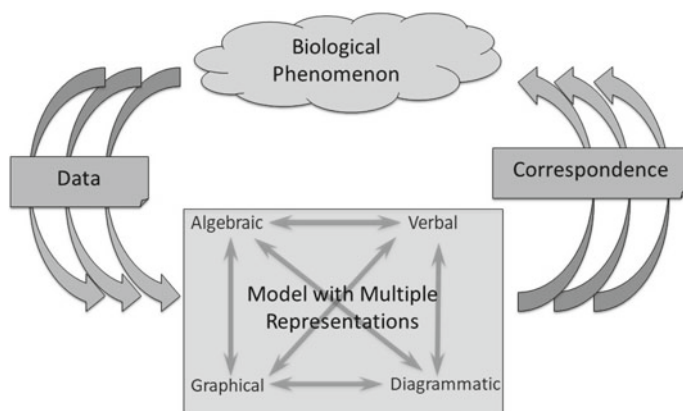 Biological
Phenomenon
Data
Correspondence
Algebraic
Verbal
Model with Multiple
Representations
Graphical
Diagrammatic